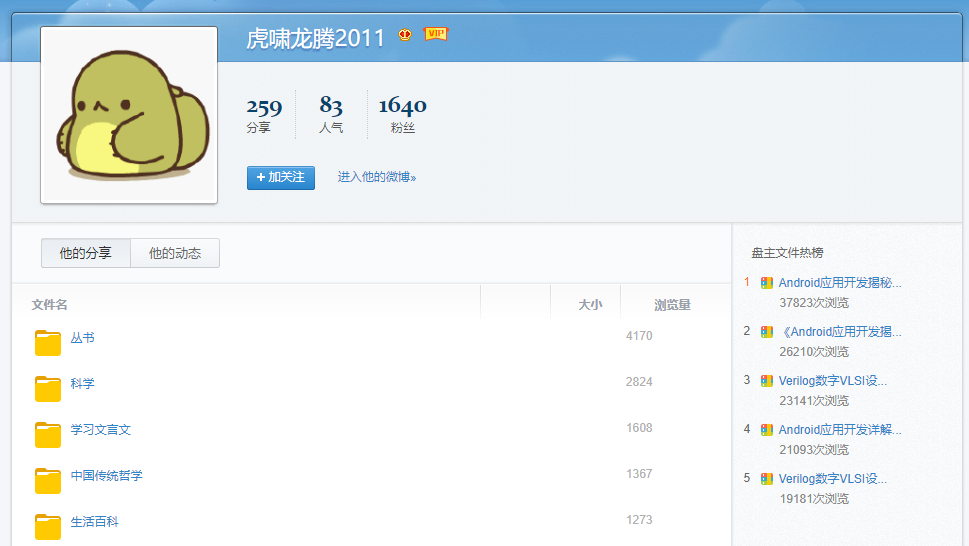 虎啸龙腾2011 VIP
259 83 1640
分享 人气 粉丝
+ 加关注 进入他的微博»
他的分享 他的动态
文件名 大小 浏览量
丛书 4170
科学 2824
学习文言文 1608
中国传统哲学 1367
生活百科 1273
盘主文件热榜
1 Android应用开发揭秘...
37823次浏览
2 《Android应用开发揭...
26210次浏览
3 Verilog数字VLSI设...
23141次浏览
4 Android应用开发详解...
21093次浏览
5 Verilog数字VLSI设...
19181次浏览